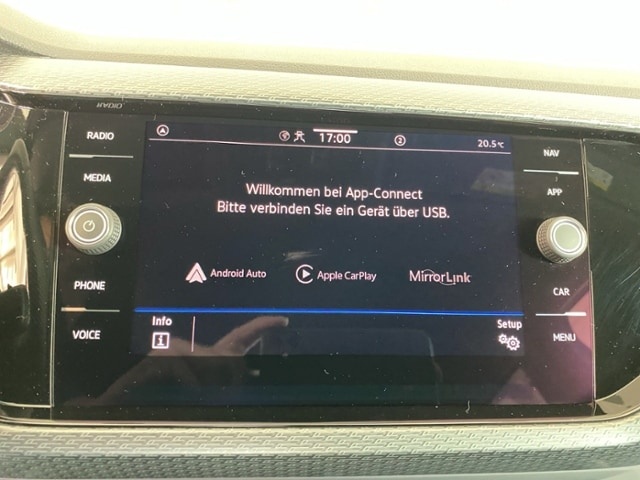 RADIO
MEDIA
PHONE
VOICE
17:00
2
20.5°C
Willkommen bei App-Connect
Bitte verbinden Sie ein Gerät über USB.
Android Auto
Apple CarPlay
MirrorLink
Info
Setup
NAV
APP
CAR
MENU